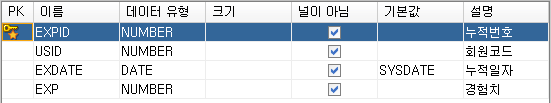 PK 이름 데이터 유형 크기 널이 아님 기본값 설명
EXPID NUMBER 누적번호
USID NUMBER 회원코드
EXDATE DATE SYSDATE 누적일자
EXP NUMBER 경험치